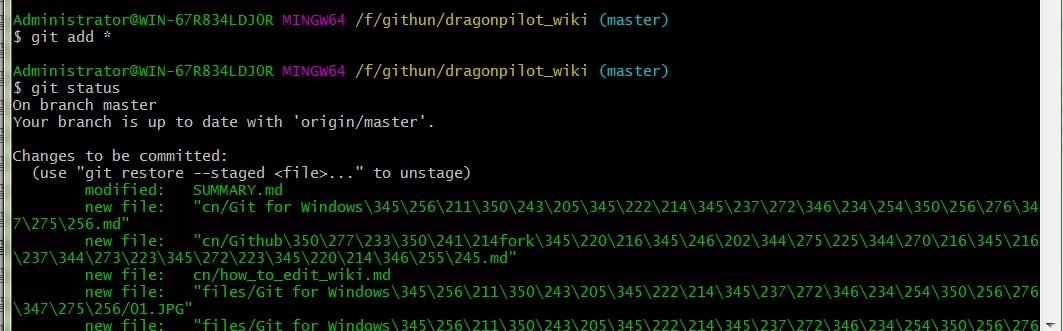 Administrator@WIN-67R834LDJ0R MINGW64 /f/githun/dragonpilot_wiki (master)
$ git add *
Administrator@WIN-67R834LDJ0R MINGW64 /f/githun/dragonpilot_wiki (master)
$ git status
On branch master
Your branch is up to date with 'origin/master'.
Changes to be committed:
(use "git restore --staged <file>..." to unstage)
modified: SUMMARY.md
new file: "cn/Git for Windows\345\256\211\350\243\205\345\222\214\345\237\272\346\234\254\350\256\276\34
7\275\256.md"
new file: "cn/Github\350\277\233\350\241\214fork\345\220\216\345\246\202\344\275\225\344\270\216\345\216
\237\344\273\223\345\272\223\345\220\214\346\255\245.md"
new file: cn/how_to_edit_wiki.md
new file: "files/Git for Windows\345\256\211\350\243\205\345\222\214\345\237\272\346\234\254\350\256\276
\347\275\256/01.JPG"
new file: "files/Git for Windows\345\256\211\350\243\205\345\222\214\345\237\272\346\234\254\350\256\276